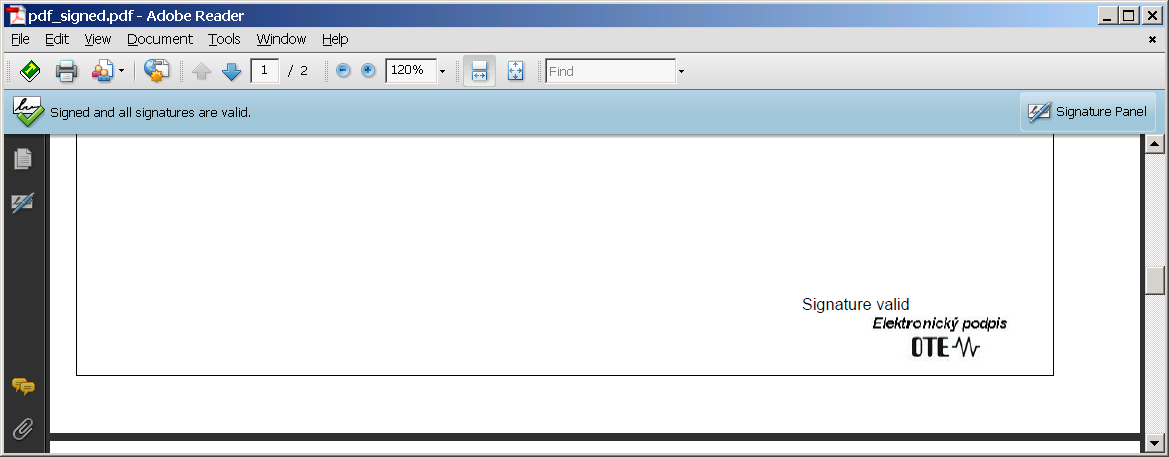 pdf_signed.pdf - Adobe Reader
File Edit View Document Tools Window Help
1 / 2 120% Find
Signed and all signatures are valid.
Signature Panel
Signature valid
Elektronický podpis
OTE